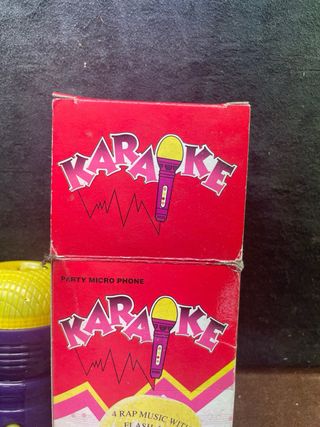 KARAOKE
PARTY MICRO PHONE
KARAOKE
4 RAP MUSIC WITH